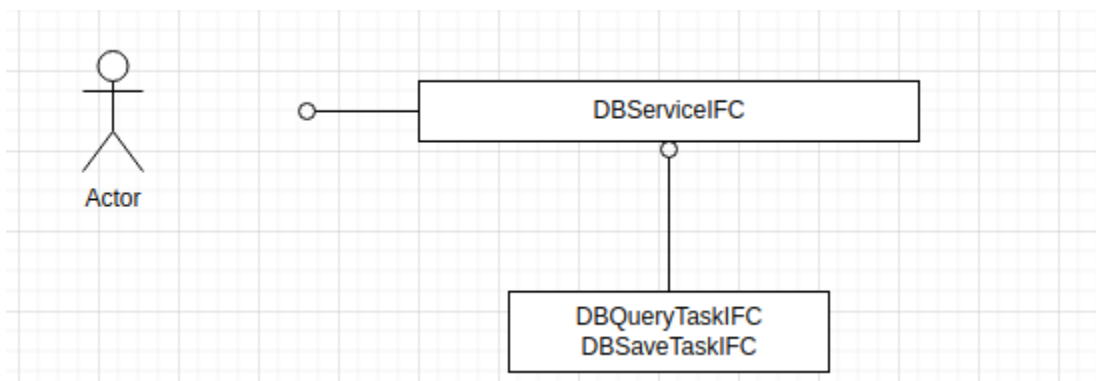 DBServiceIFC
Actor
DBQueryTaskIFC
DBSaveTaskIFC